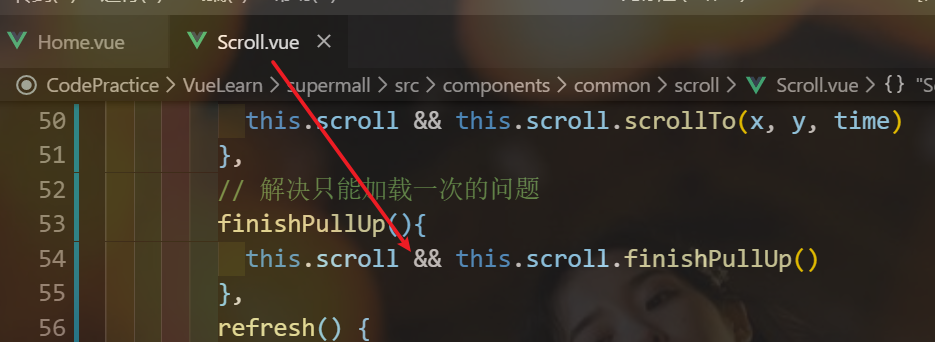 Home.vue
Scroll.vue
CodePractice > VueLearn > supermall > src > components > common > scroll > Scroll.vue > {} "S
50 this.scroll && this.scroll.scrollTo(x, y, time)
51 },
52 // 解决只能加载一次的问题
53 finishPullUp(){
54 this.scroll && this.scroll.finishPullUp()
55 },
56 refresh() {